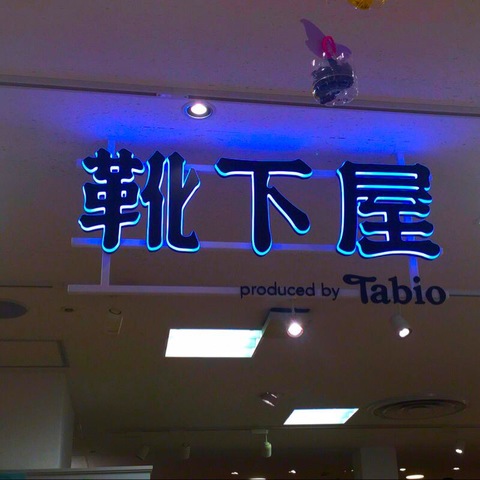 靴下屋
produced by Tabio